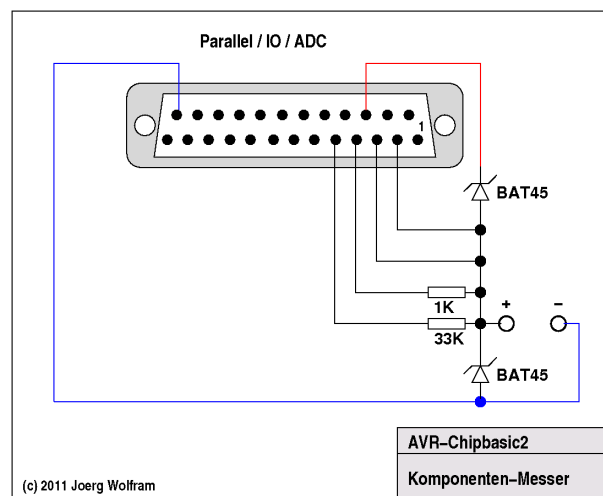 Parallel / IO / ADC
1
BAT45
1K
+ −
33K
BAT45
AVR−Chipbasic2
Komponenten−Messer
(c) 2011 Joerg Wolfram